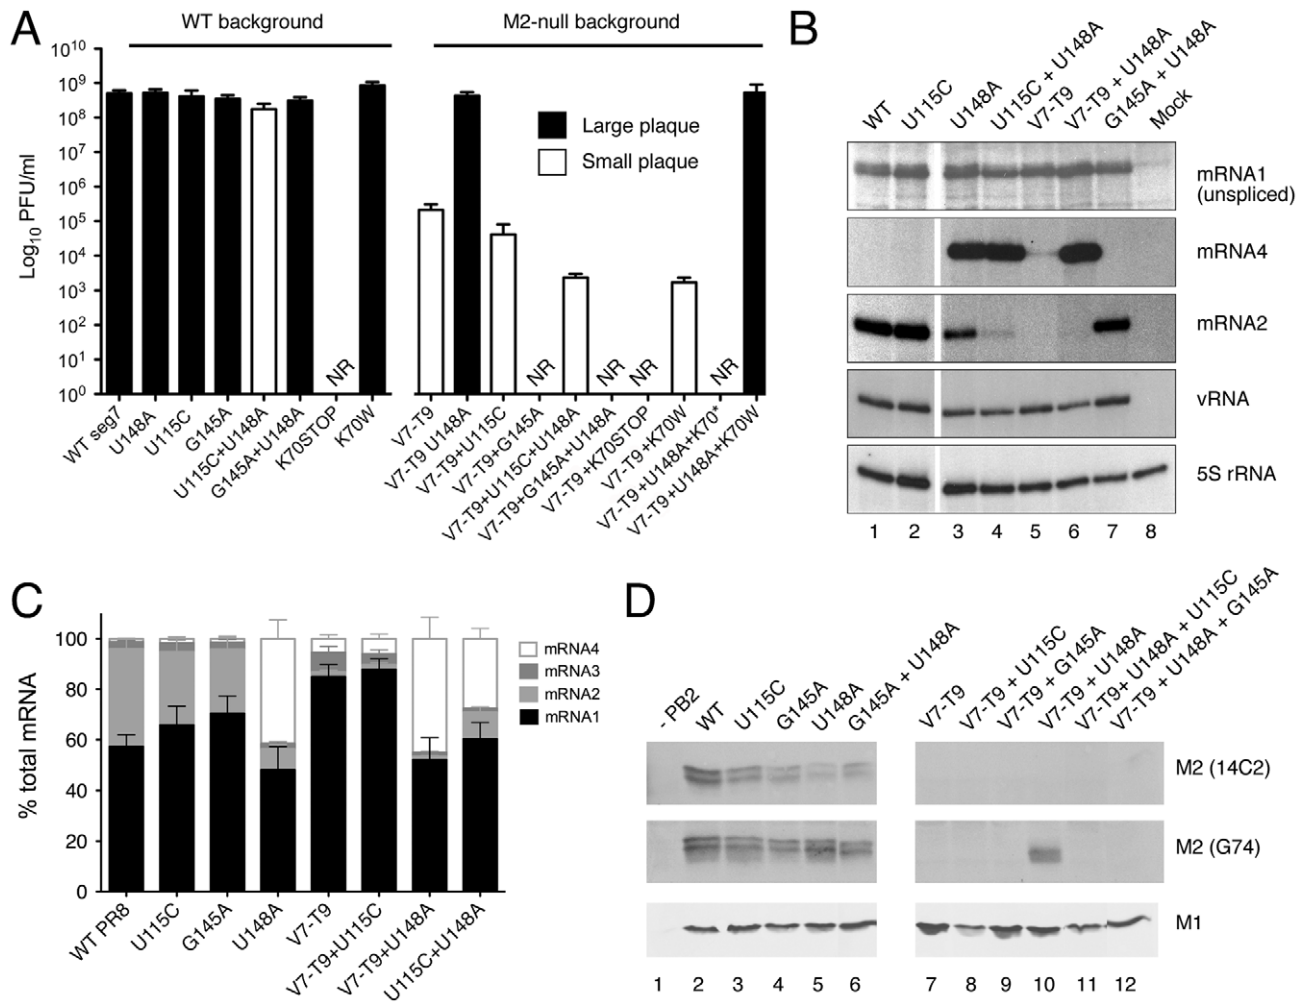 A
WT background
M2-null background
Log10 PFU/ml
10^10
10^9
10^8
10^7
10^6
10^5
10^4
10^3
10^2
10^1
10^0
Large plaque
Small plaque
NR
NR
NR
NR
NR
WT seg7
U148A
U115C
G145A
U115C+U148A
G145A+U148A
K70STOP
K70W
V7-T9
V7-T9+U148A
V7-T9+U115C
V7-T9+G145A
V7-T9+U115C+U148A
V7-T9+G145A+U148A
V7-T9+K70STOP
V7-T9+K70W
V7-T9+U148A+K70*
V7-T9+U148A+K70W
B
WT
U115C
U148A
U115C + U148A
V7-T9
V7-T9 + U148A
G145A + U148A
Mock
mRNA1
(unspliced)
mRNA4
mRNA2
vRNA
5S rRNA
1 2 3 4 5 6 7 8
C
% total mRNA
100
80
60
40
20
0
mRNA4
mRNA3
mRNA2
mRNA1
WT PR8
U115C
G145A
U148A
V7-T9
V7-T9+U115C
V7-T9+U148A
U115C+U148A
D
- PB2
WT
U115C
G145A
U148A
G145A + U148A
V7-T9
V7-T9 + U115C
V7-T9 + G145A
V7-T9 + U148A
V7-T9+ U148A + U115C
V7-T9 + U148A + G145A
M2 (14C2)
M2 (G74)
M1
1 2 3 4 5 6 7 8 9 10 11 12